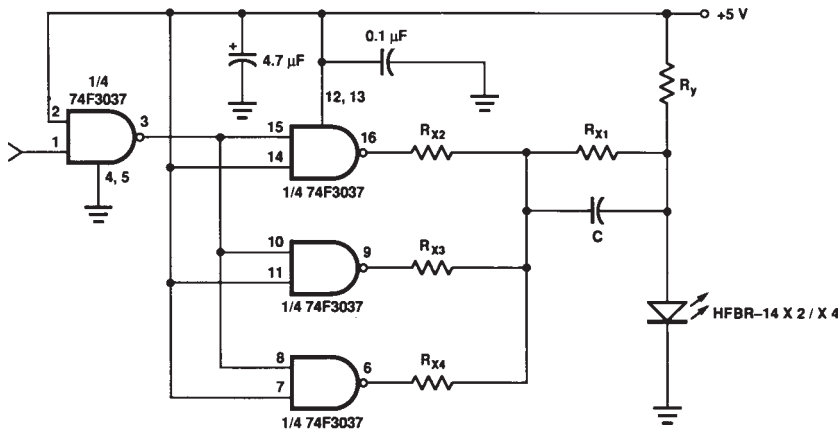 +5 V
0.1 µF
+
4.7 µF
R_y
1/4
74F3037
2
3
1
4, 5
12, 13
15
16
14
R_X2
R_X1
1/4 74F3037
C
10
9
11
R_X3
1/4 74F3037
HFBR–14 X 2 / X 4
8
6
7
R_X4
1/4 74F3037